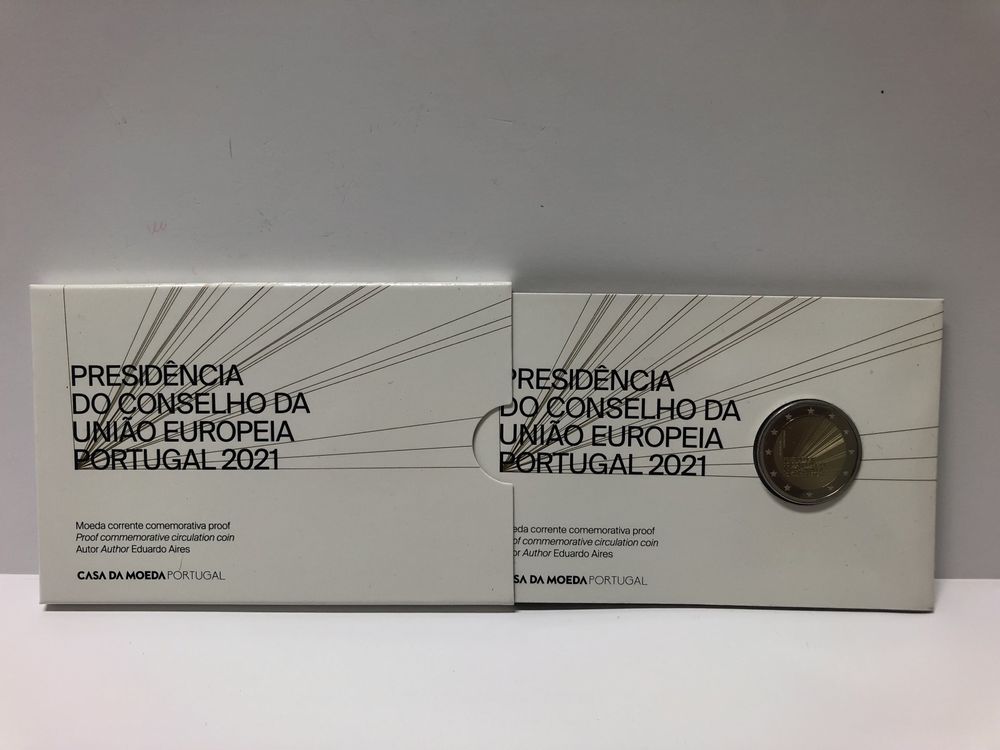 PRESIDÊNCIA
DO CONSELHO DA
UNIÃO EUROPEIA
PORTUGAL 2021
Moeda corrente comemorativa proof
Proof commemorative circulation coin
Autor Author Eduardo Aires
CASA DA MOEDA PORTUGAL
PRESIDÊNCIA
DO CONSELHO DA
UNIÃO EUROPEIA
PORTUGAL 2021
eda corrente comemorativa proof
of commemorative circulation coin
or Author Eduardo Aires
SA DA MOEDA PORTUGAL